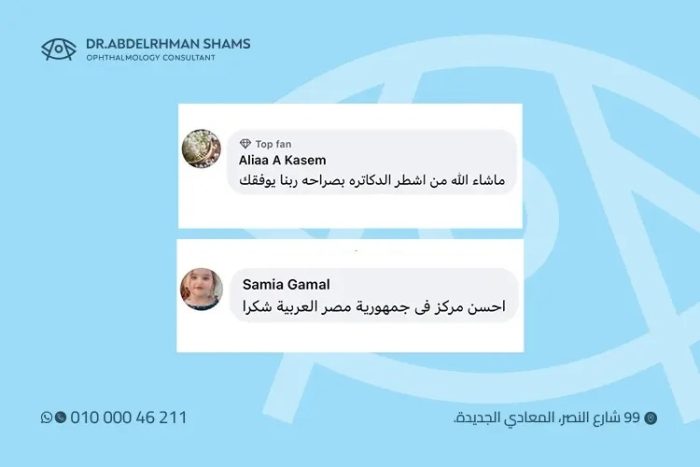 DR.ABDELRHMAN SHAMS
OPHTHALMOLOGY CONSULTANT
Top fan
Aliaa A Kasem
ماشاء الله من اشطر الدكاتره بصراحه ربنا يوفقك
Samia Gamal
احسن مركز فى جمهورية مصر العربية شكرا
010 000 46 211
99 شارع النصر، المعادي الجديدة.